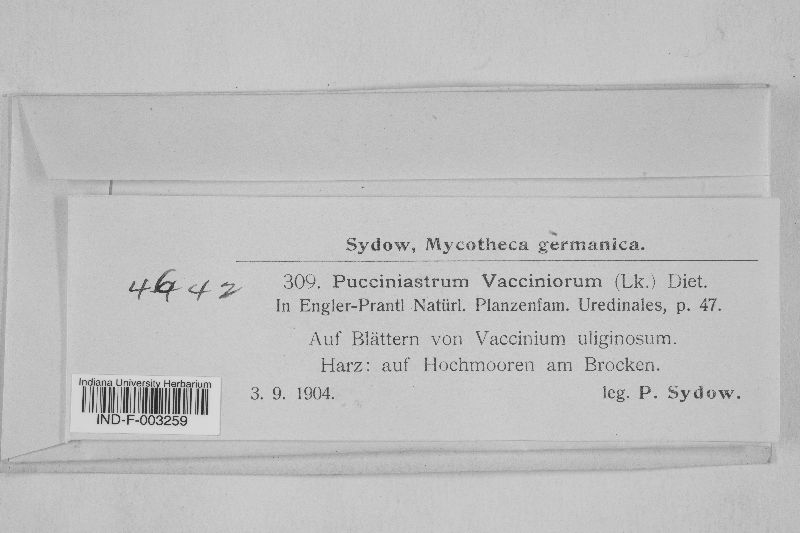 Sydow, Mycotheca germanica.
309. Pucciniastrum Vacciniorum (Lk.) Diet.
In Engler-Prantl Natürl. Planzenfam. Uredinales, p. 47.
Auf Blättern von Vaccinium uliginosum.
Harz: auf Hochmooren am Brocken.
3. 9. 1904. leg. P. Sydow.
Indiana University Herbarium
IND-F-003259